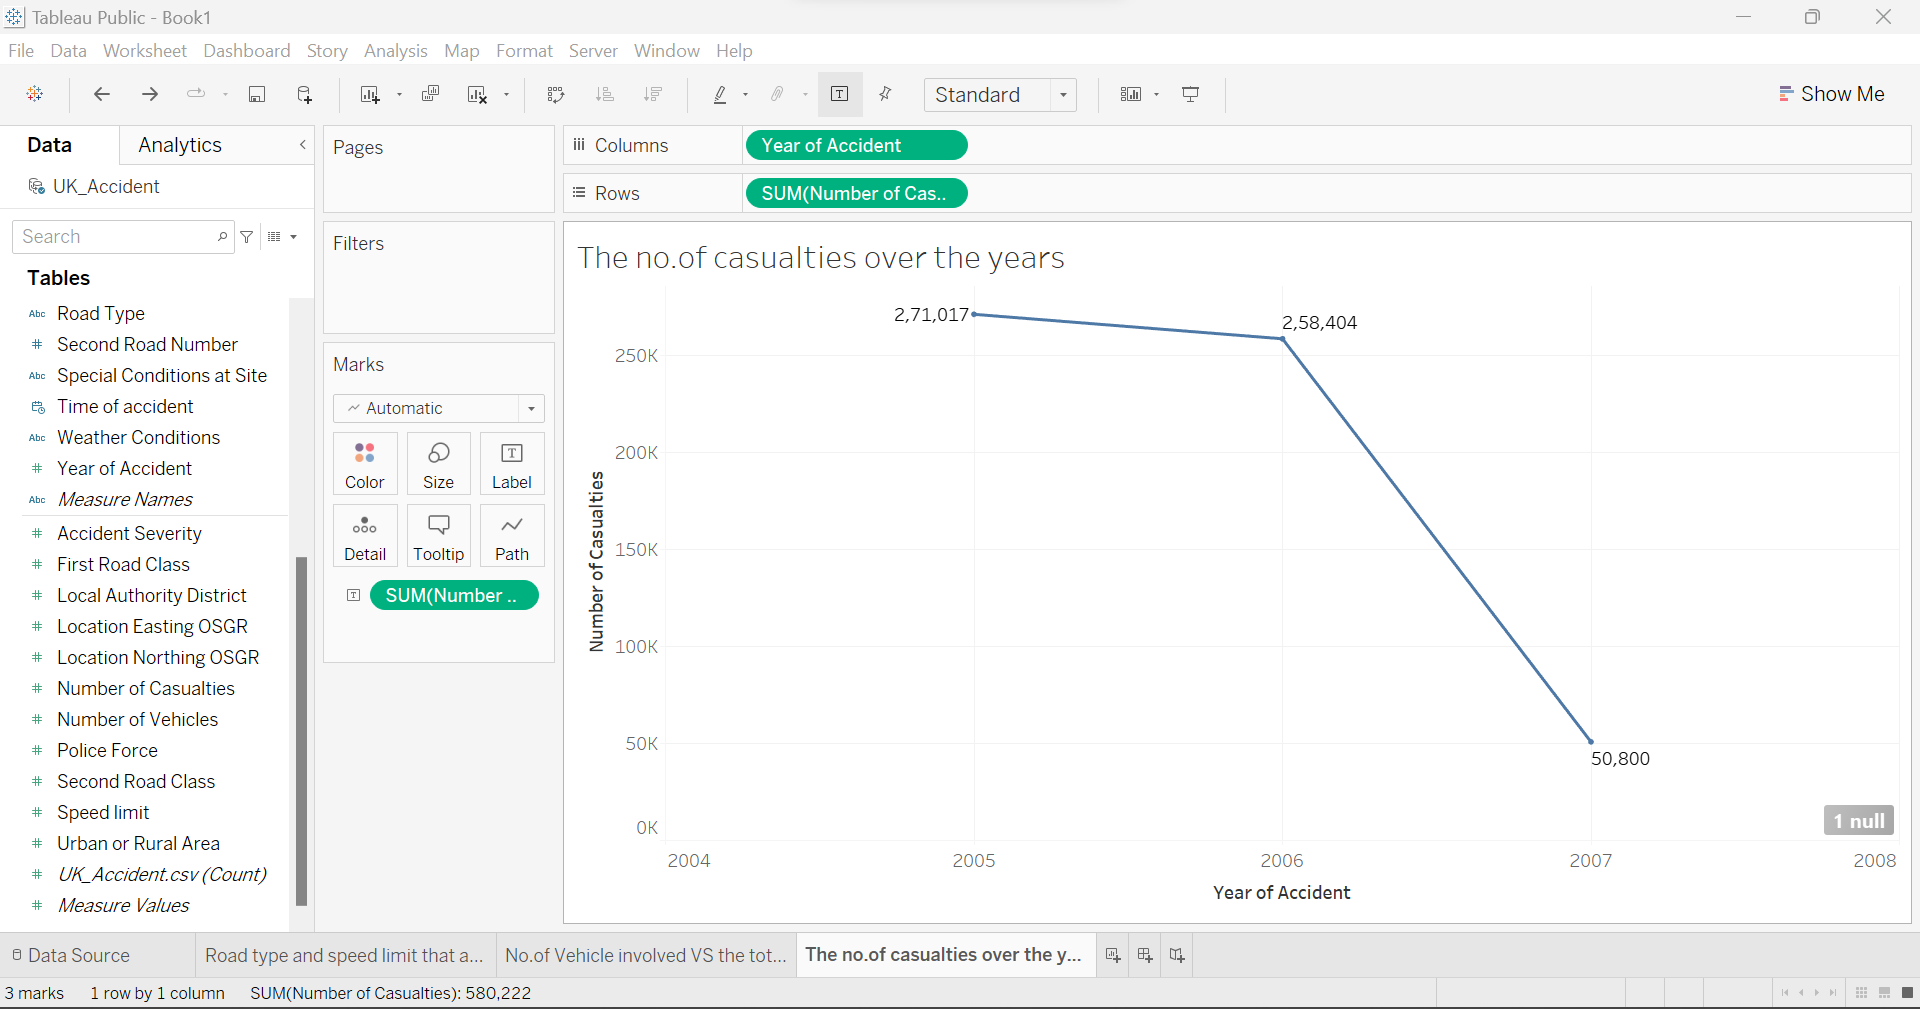 Tableau Public - Book1
File Data Worksheet Dashboard Story Analysis Map Format Server Window Help
Standard
Show Me
Data
Analytics
UK_Accident
Search
Tables
Abc Road Type
# Second Road Number
Abc Special Conditions at Site
Time of accident
Abc Weather Conditions
# Year of Accident
Abc Measure Names
# Accident Severity
# First Road Class
# Local Authority District
# Location Easting OSGR
# Location Northing OSGR
# Number of Casualties
# Number of Vehicles
# Police Force
# Second Road Class
# Speed limit
# Urban or Rural Area
# UK_Accident.csv (Count)
# Measure Values
Pages
Filters
Marks
Automatic
Color Size Label
Detail Tooltip Path
SUM(Number ..
Columns Year of Accident
Rows SUM(Number of Cas..
The no.of casualties over the years
2,71,017
2,58,404
50,800
Number of Casualties
250K
200K
150K
100K
50K
0K
1 null
2004 2005 2006 2007 2008
Year of Accident
Data Source Road type and speed limit that a... No.of Vehicle involved VS the tot... The no.of casualties over the y...
3 marks 1 row by 1 column SUM(Number of Casualties): 580,222